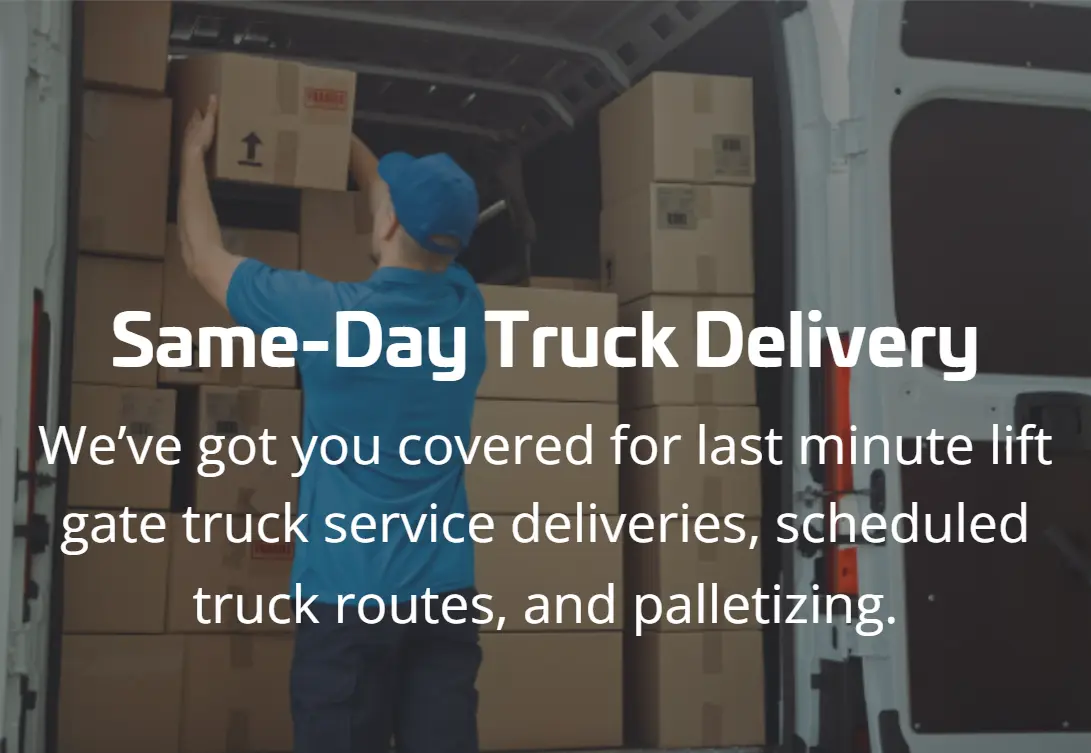 FRAGILE
Same-Day Truck Delivery
We’ve got you covered for last minute lift
gate truck service deliveries, scheduled
truck routes, and palletizing.